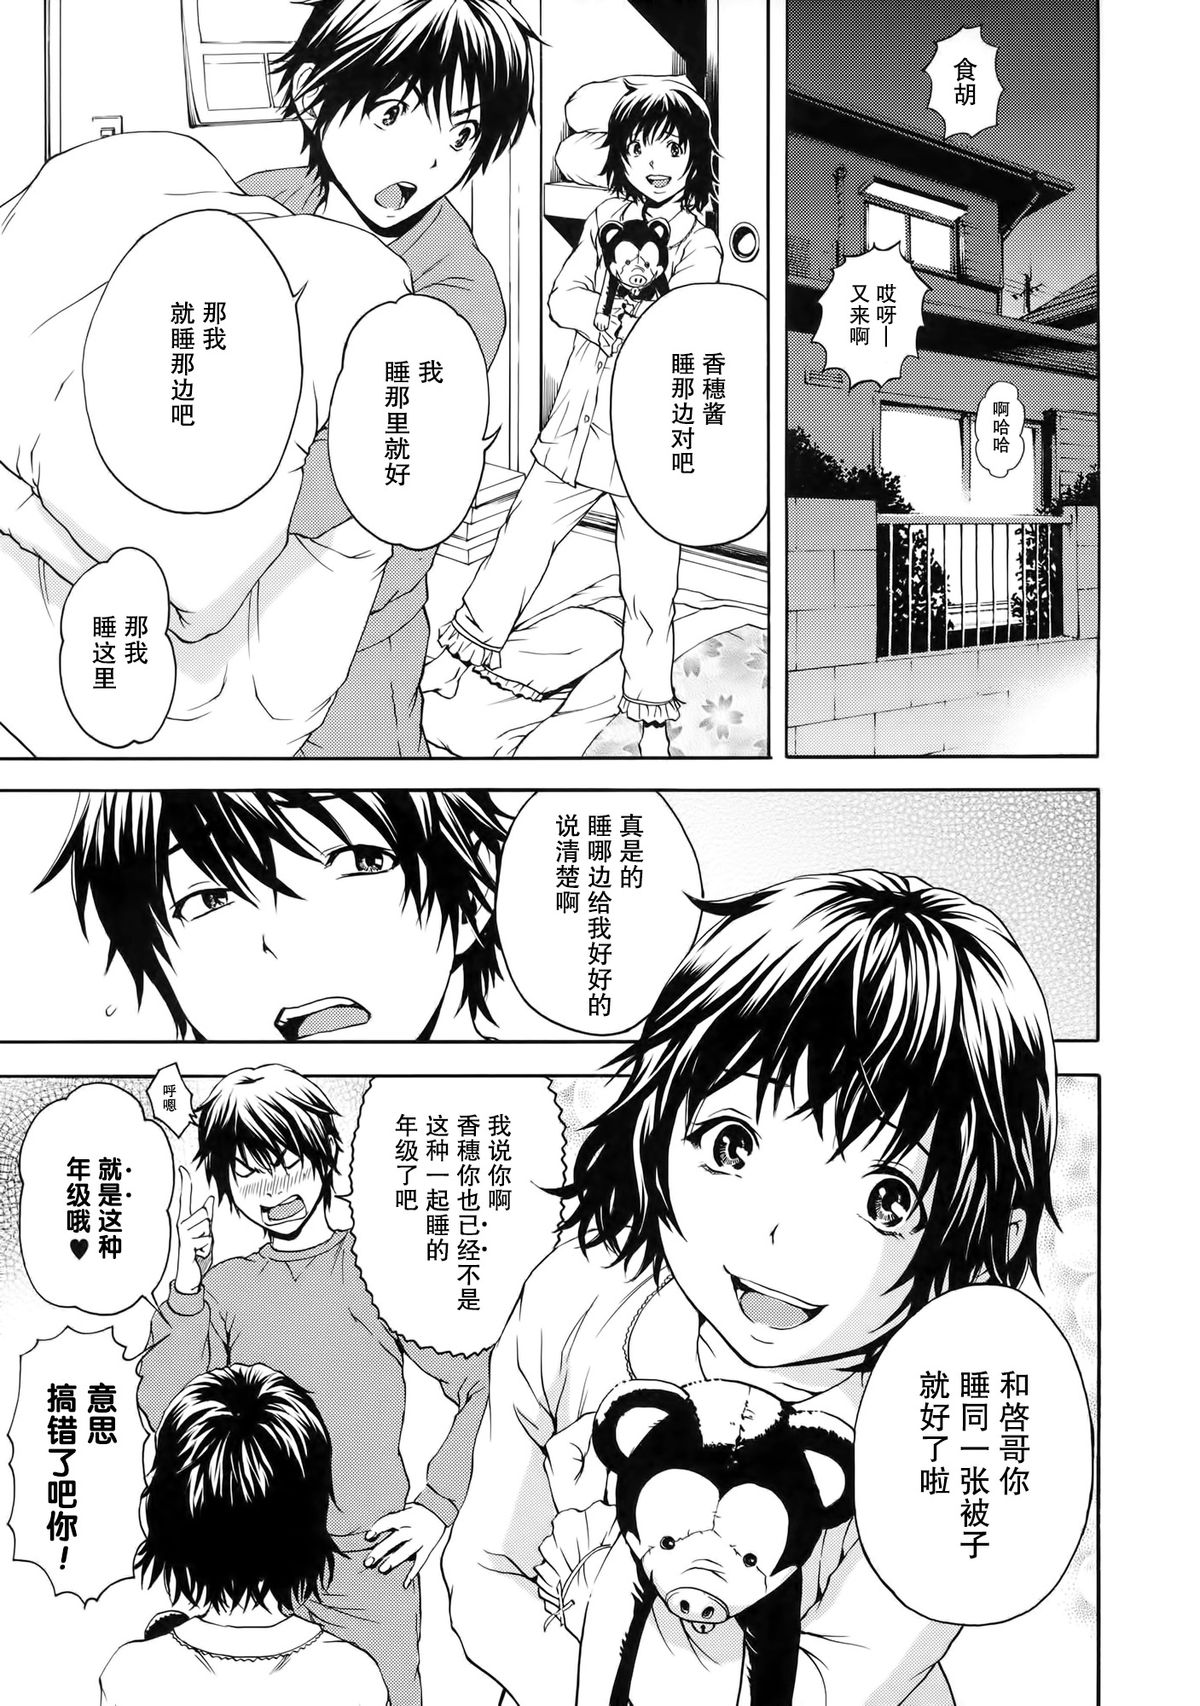 食胡
哎呀ー
又来啊
啊哈哈
香穗酱
睡那边对吧
我
睡那里就好
那我
就睡那边吧
那我
睡这里
真是的
睡哪边给我好好的
说清楚啊
和啓哥你
睡同一张被子
就好了啦
我说你啊
香穗你也已经不是
这种一起睡的
年级了吧
呼嗯
就是这种
年级哦♥
意思
搞错了吧你！